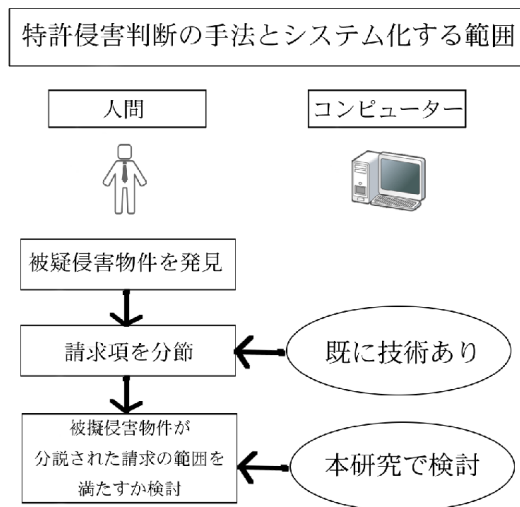 特許侵害判断の手法とシステム化する範囲
人間
コンピューター
被疑侵害物件を発見
請求項を分節
既に技術あり
被擬侵害物件が
分説された請求の範囲を
満たすか検討
本研究で検討